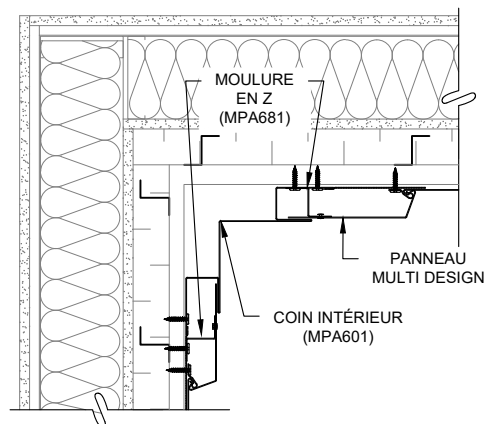 MOULURE
EN Z
(MPA681)
PANNEAU
MULTI DESIGN
COIN INTÉRIEUR
(MPA601)